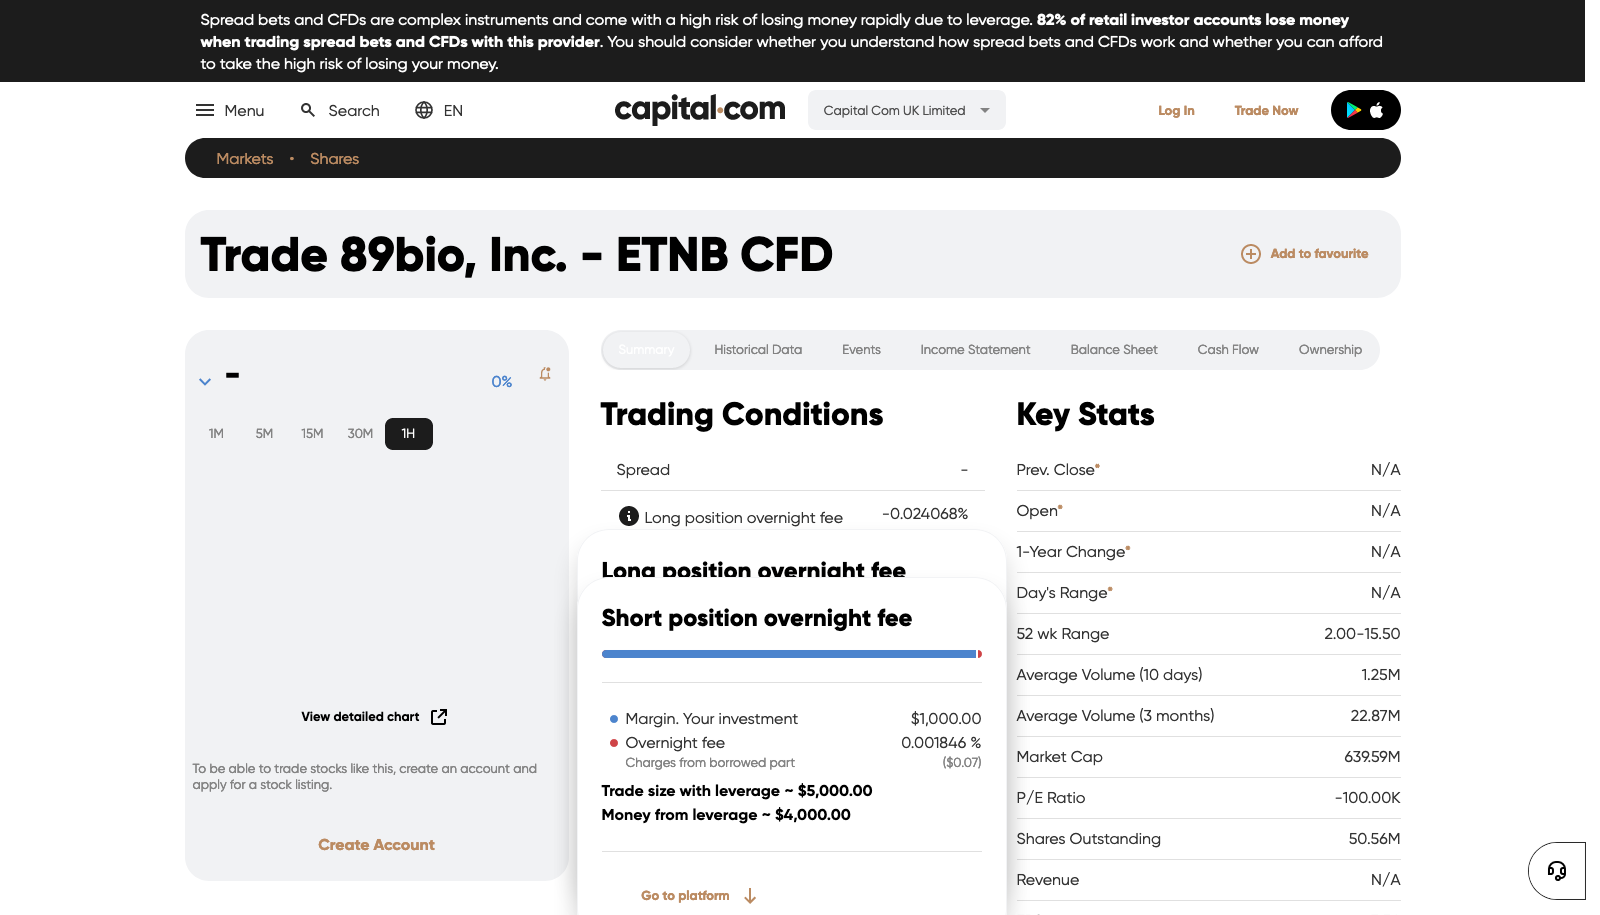 Spread bets and CFDs are complex instruments and come with a high risk of losing money rapidly due to leverage. 82% of retail investor accounts lose money
when trading spread bets and CFDs with this provider. You should consider whether you understand how spread bets and CFDs work and whether you can afford
to take the high risk of losing your money.
Menu Search EN capital.com Capital Com UK Limited Log In Trade Now
Markets • Shares
Trade 89bio, Inc. - ETNB CFD
Add to favourite
- 0%
1M 5M 15M 30M 1H
View detailed chart
To be able to trade stocks like this, create an account and
apply for a stock listing.
Create Account
Summary Historical Data Events Income Statement Balance Sheet Cash Flow Ownership
Trading Conditions
Spread -
Long position overnight fee -0.024068%
Long position overnight fee
Short position overnight fee
Margin. Your investment $1,000.00
Overnight fee 0.001846 %
Charges from borrowed part ($0.07)
Trade size with leverage ~ $5,000.00
Money from leverage ~ $4,000.00
Go to platform
Key Stats
Prev. Close* N/A
Open* N/A
1-Year Change* N/A
Day's Range* N/A
52 wk Range 2.00-15.50
Average Volume (10 days) 1.25M
Average Volume (3 months) 22.87M
Market Cap 639.59M
P/E Ratio -100.00K
Shares Outstanding 50.56M
Revenue N/A